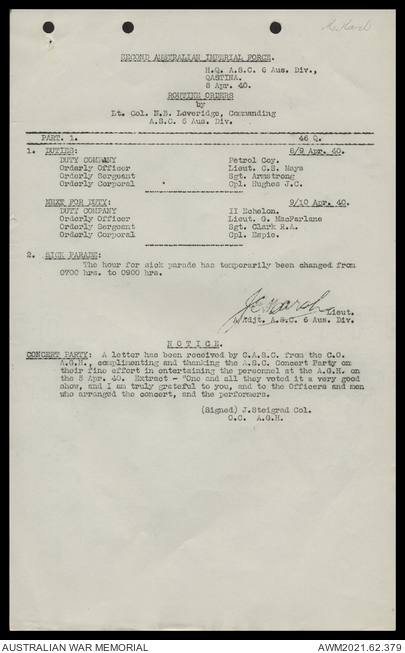 SECOND AUSTRALIAN IMPERIAL FORCE.
H.Q. A.S.C. 6 Aus. Div.,
QASTINA.
8 Apr. 40.
ROUTINE ORDERS
by
Lt. Col. N.B. Loveridge, Commanding
A.S.C. 6 Aus. Div.
PART. 1. 46 Q.
1. DUTIES: 8/9 Apr. 40.
DUTY COMPANY Petrol Coy.
Orderly Officer Lieut. C.S. Mays
Orderly Sergeant Sgt. Armstrong
Orderly Corporal Cpl. Hughes J.C.
NEXT FOR DUTY: 9/10 Apr. 40.
DUTY COMPANY II Echelon.
Orderly Officer Lieut. G. MacFarlane
Orderly Sergeant Sgt. Clark R.A.
Orderly Corporal Cpl. Espie.
2. SICK PARADE:
The hour for sick parade has temporarily been changed from
0700 hrs. to 0900 hrs.
Lieut.
Adjt. A.S.C. 6 Aus. Div.
NOTICE.
CONCERT PARTY: A letter has been received by C.A.S.C. from the C.O.
A.G.H., complimenting and thanking the A.S.C. Concert Party on
their fine effort in entertaining the personnel at the A.G.H. on
the 5 Apr. 40. Extract - "One and all they voted it a very good
show, and I am truly grateful to you, and to the Officers and men
who arranged the concert, and the performers.
(Signed) J.Steigrad Col.
C.O. A.G.H.
AUSTRALIAN WAR MEMORIAL
AWM2021.62.379